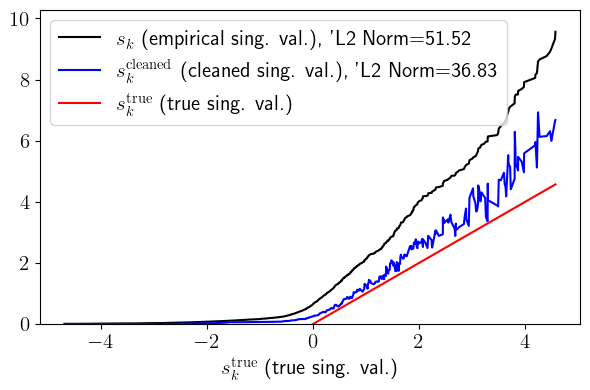 s_k (empirical sing. val.), 'L2 Norm=51.52
s_k^cleaned (cleaned sing. val.), 'L2 Norm=36.83
s_k^true (true sing. val.)
10
8
6
4
2
0
−4 −2 0 2 4
s_k^true (true sing. val.)